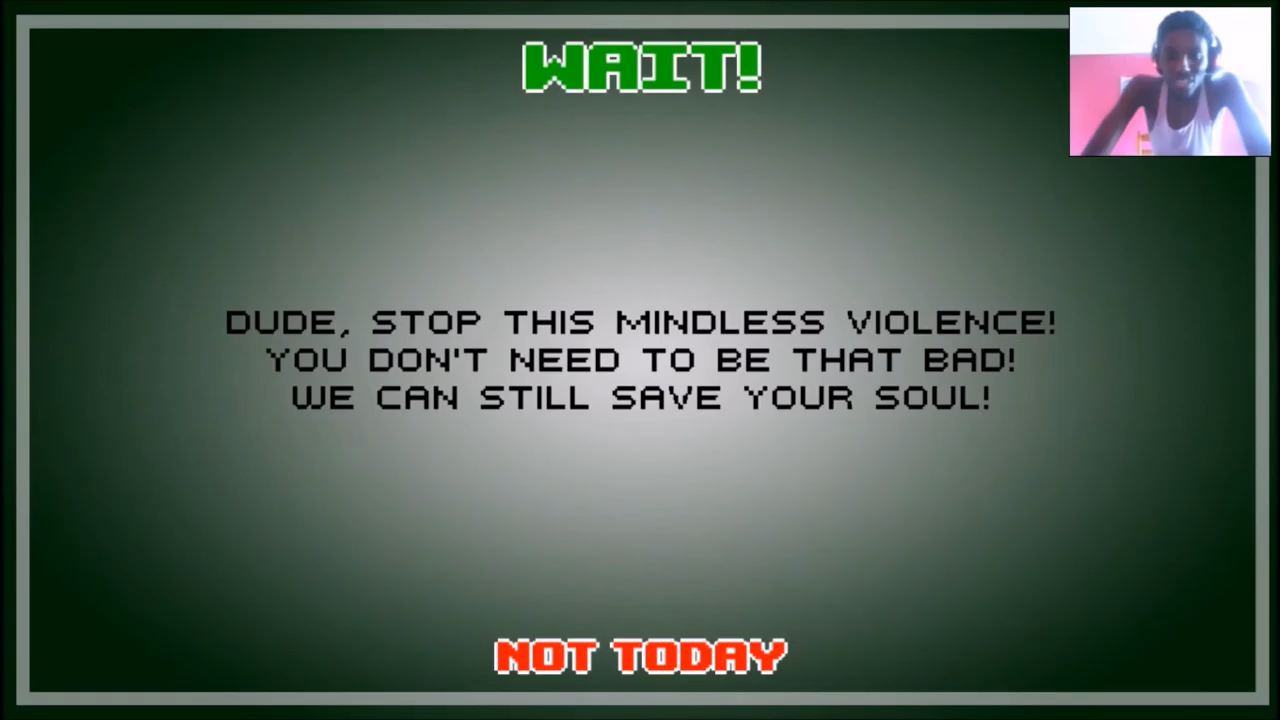 WAIT!
DUDE, STOP THIS MINDLESS VIOLENCE!
YOU DON'T NEED TO BE THAT BAD!
WE CAN STILL SAVE YOUR SOUL!
NOT TODAY